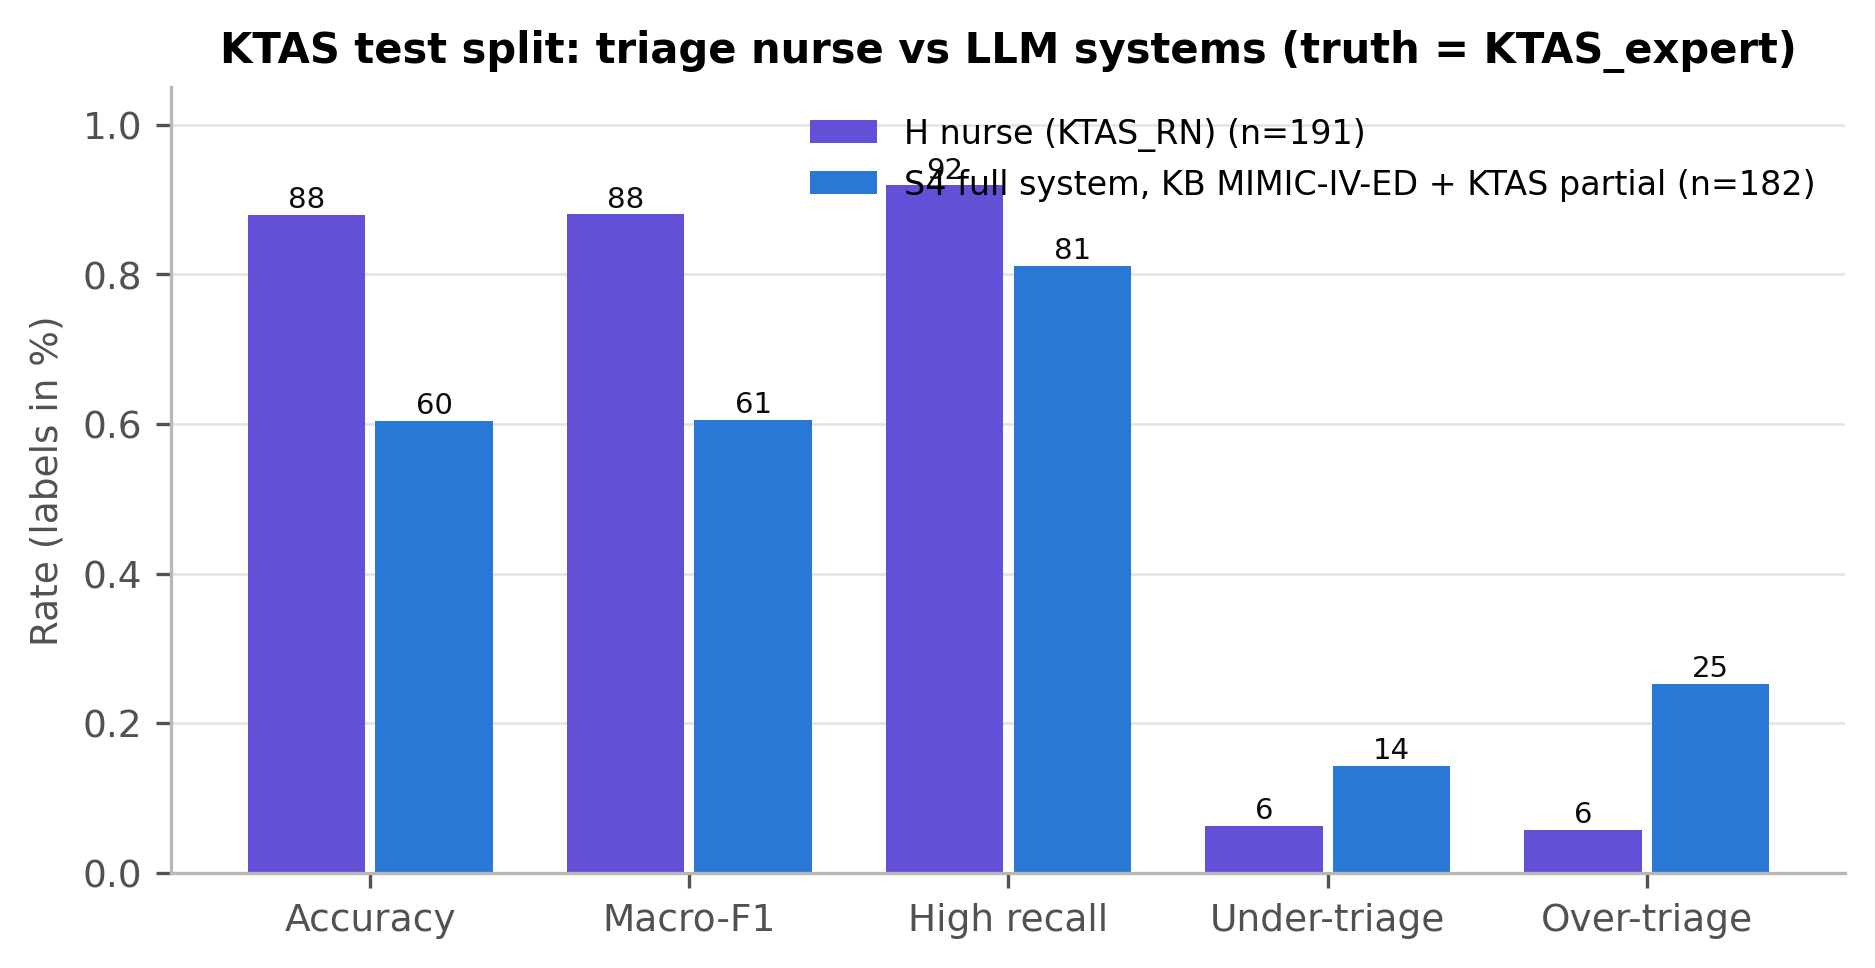 KTAS test split: triage nurse vs LLM systems (truth = KTAS_expert)
H nurse (KTAS_RN) (n=191)
S4 full system, KB MIMIC-IV-ED + KTAS partial (n=182)
Rate (labels in %)
1.0
0.8
0.6
0.4
0.2
0.0
88
60
88
61
92
81
6
14
6
25
Accuracy
Macro-F1
High recall
Under-triage
Over-triage